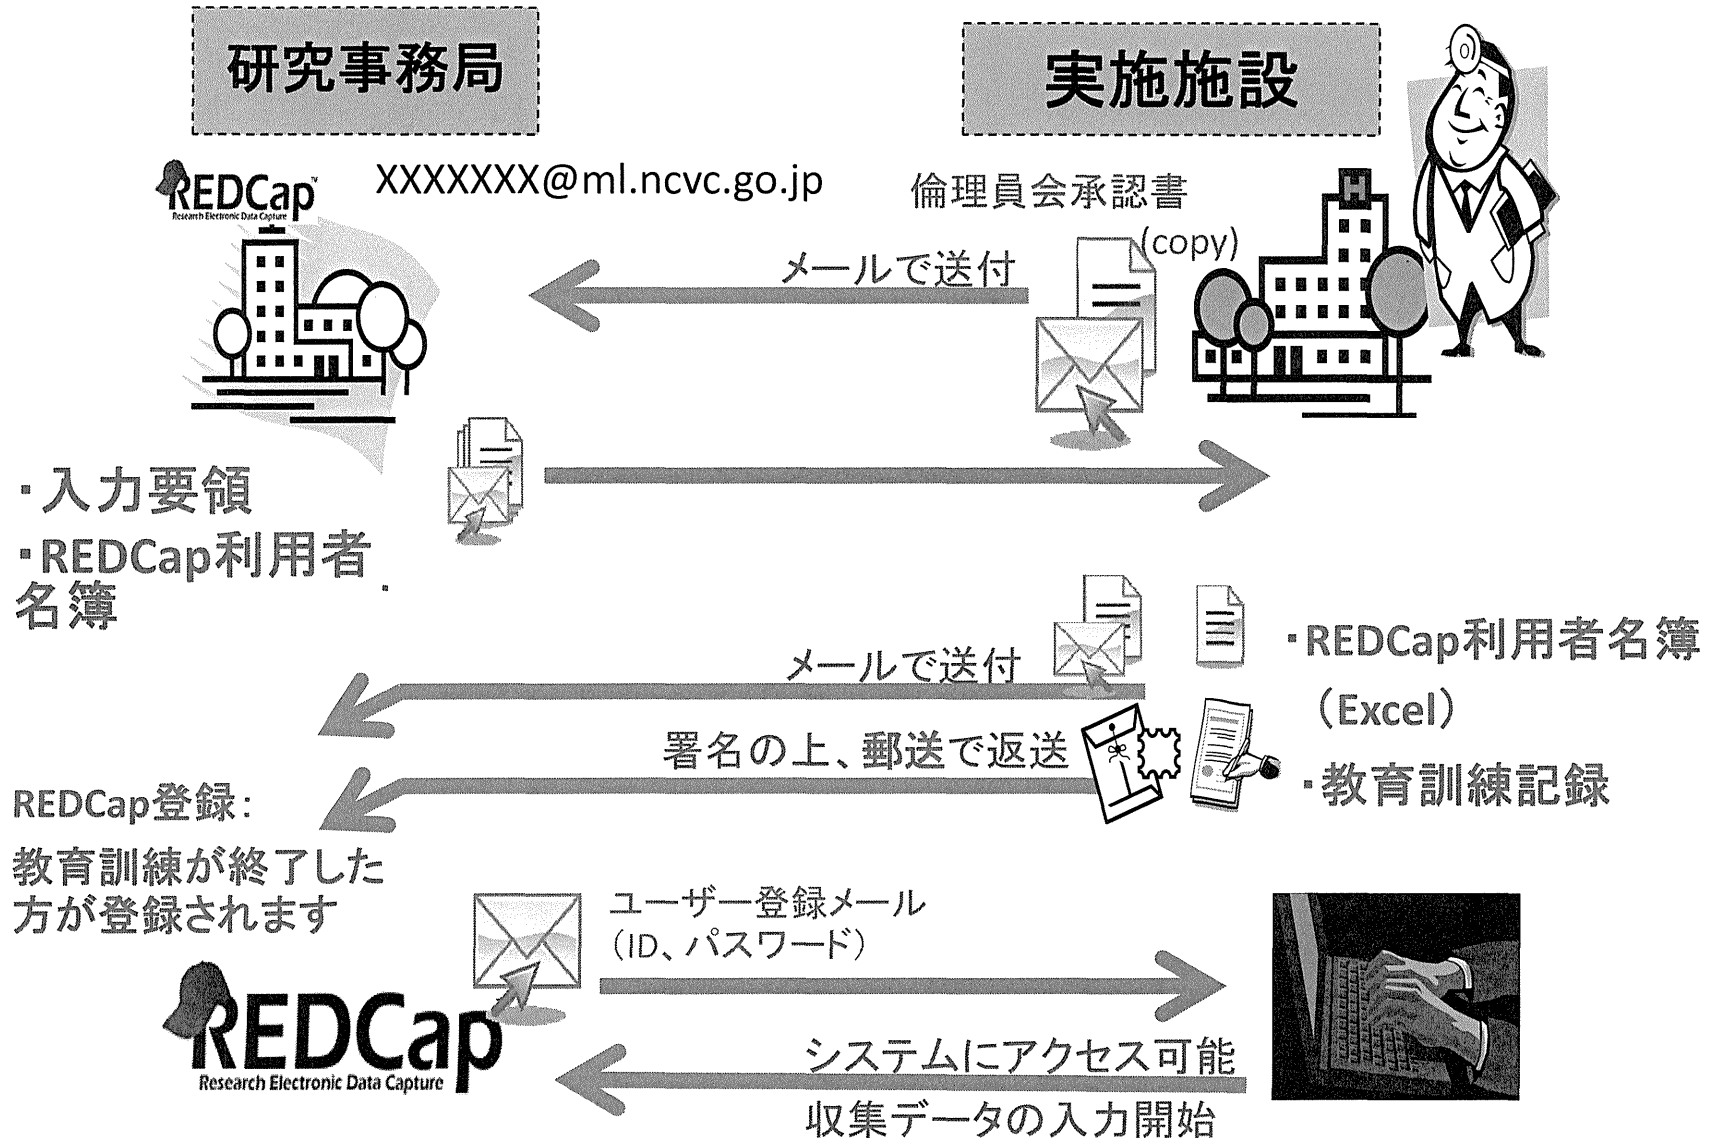 研究事務局
実施施設
REDCap
TM
Research Electronic Data Capture
XXXXXXX@ml.ncvc.go.jp
倫理員会承認書
(copy)
メールで送付
H
・入力要領
・REDCap利用者
名簿
メールで送付
・REDCap利用者名簿
（Excel）
署名の上、郵送で返送
・教育訓練記録
REDCap登録：
教育訓練が終了した
方が登録されます
ユーザー登録メール
（ID、パスワード）
REDCap
Research Electronic Data Capture
システムにアクセス可能
収集データの入力開始